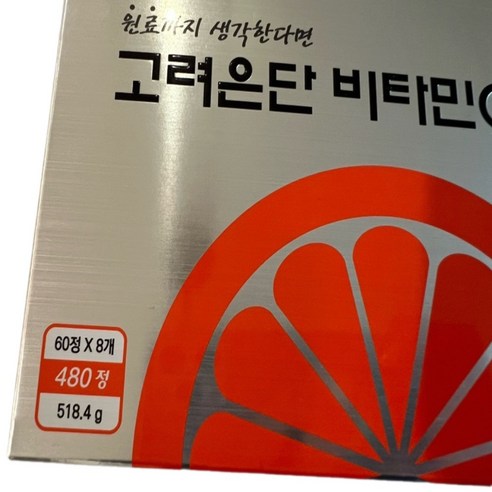 원료까지 생각한다면
고려은단 비타민C
60정 X 8개
480 정
518.4 g